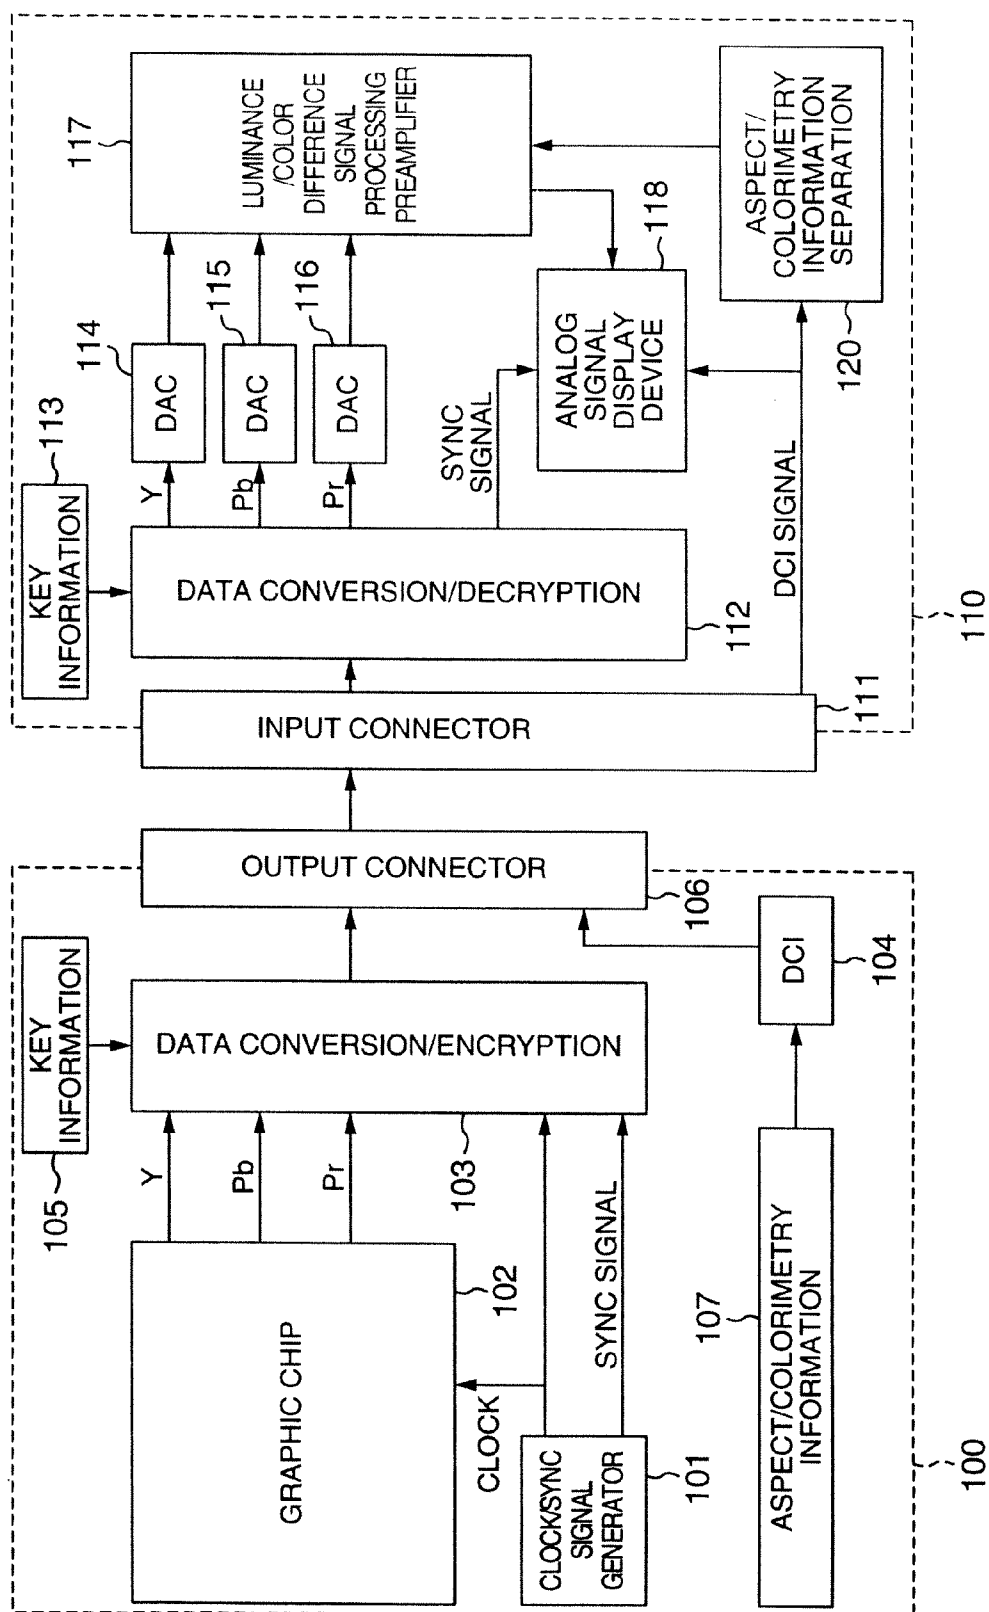 100
GRAPHIC CHIP
102
CLOCK
CLOCK/SYNC
SIGNAL
GENERATOR
101
SYNC SIGNAL
ASPECT/COLORIMETRY
INFORMATION
107
KEY
INFORMATION
105
Y
Pb
Pr
DATA CONVERSION/ENCRYPTION
103
DCI
104
OUTPUT CONNECTOR
106
110
INPUT CONNECTOR
111
KEY
INFORMATION
113
DATA CONVERSION/DECRYPTION
112
Y
Pb
Pr
SYNC
SIGNAL
DCI SIGNAL
DAC
114
DAC
115
DAC
116
LUMINANCE
/COLOR
DIFFERENCE
SIGNAL
PROCESSING
PREAMPLIFIER
117
ANALOG
SIGNAL
DISPLAY
DEVICE
118
ASPECT/
COLORIMETRY
INFORMATION
SEPARATION
120